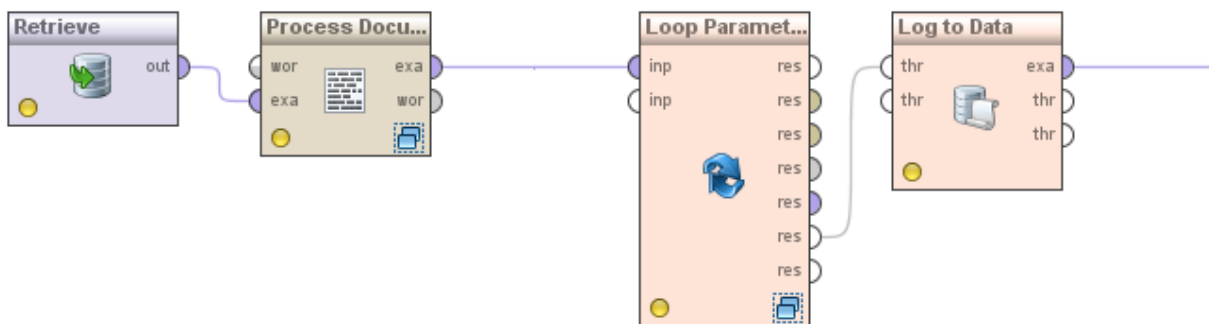 Retrieve
out
Process Docu...
wor exa
exa wor
Loop Paramet...
inp res
inp res
res
res
res
res
res
Log to Data
thr exa
thr thr
thr